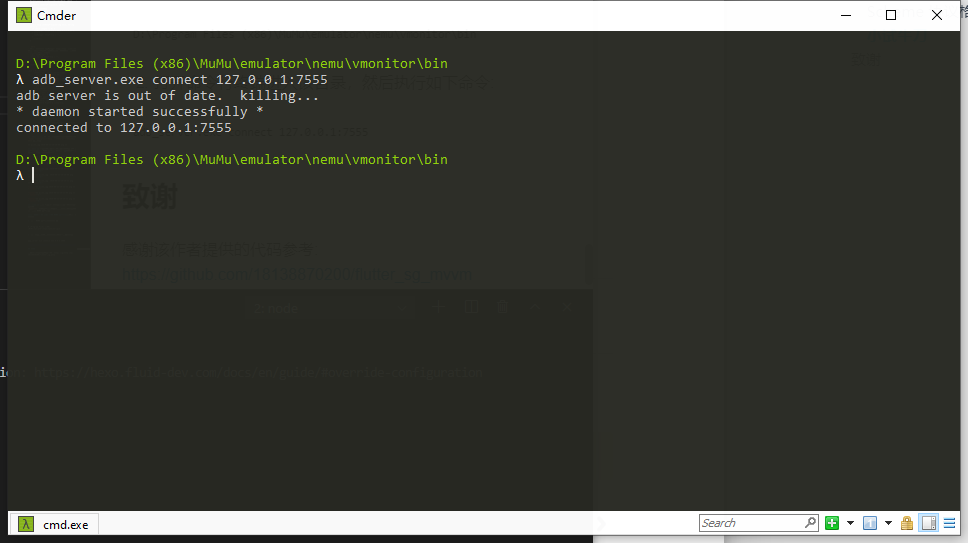 Cmder
D:\Program Files (x86)\MuMu\emulator\nemu\vmonitor\bin
λ adb_server.exe connect 127.0.0.1:7555
adb server is out of date.  killing...
* daemon started successfully *
connected to 127.0.0.1:7555
D:\Program Files (x86)\MuMu\emulator\nemu\vmonitor\bin
λ
致谢
cmd.exe
Search